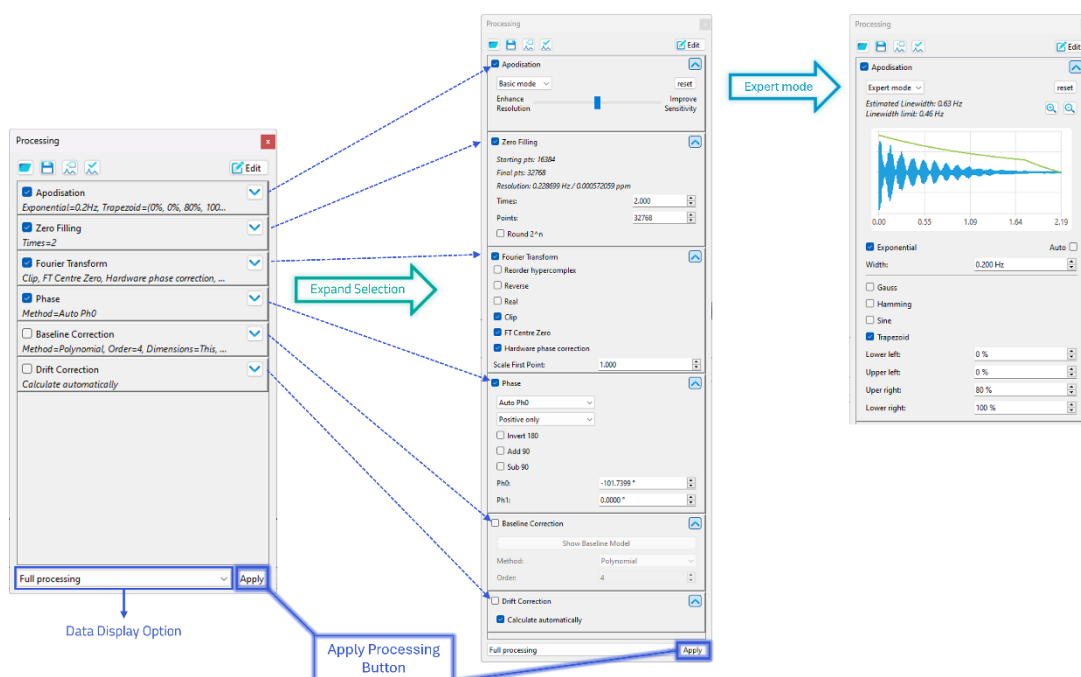 Processing
x
Edit
Apodisation
Exponential=0.2Hz, Trapezoid=(0%, 0%, 80%, 100...
Zero Filling
Times=2
Fourier Transform
Clip, FT Centre Zero, Hardware phase correction, ...
Phase
Method=Auto Ph0
Baseline Correction
Method=Polynomial, Order=4, Dimensions=This, ...
Drift Correction
Calculate automatically
Full processing
Apply
Data Display Option
Apply Processing
Button
Expand Selection
Processing
Edit
Apodisation
Basic mode
reset
Enhance
Resolution
Improve
Sensitivity
Zero Filling
Starting pts: 16384
Final pts: 32768
Resolution: 0.228699 Hz / 0.000572059 ppm
Times: 2.000
Points: 32768
Round 2^n
Fourier Transform
Reorder hypercomplex
Reverse
Real
Clip
FT Centre Zero
Hardware phase correction
Scale First Point: 1.000
Phase
Auto Ph0
Positive only
Invert 180
Add 90
Sub 90
Ph0: -101.7399 °
Ph1: 0.0000 °
Baseline Correction
Show Baseline Model
Method: Polynomial
Order: 4
Drift Correction
Calculate automatically
Full processing
Apply
Expert mode
Processing
Edit
Apodisation
Expert mode
reset
Estimated Linewidth: 0.63 Hz
Linewidth limit: 0.46 Hz
0.00 0.55 1.09 1.64 2.19
Exponential Auto
Width: 0.200 Hz
Gauss
Hamming
Sine
Trapezoid
Lower left: 0 %
Upper left: 0 %
Uper right: 80 %
Lower right: 100 %